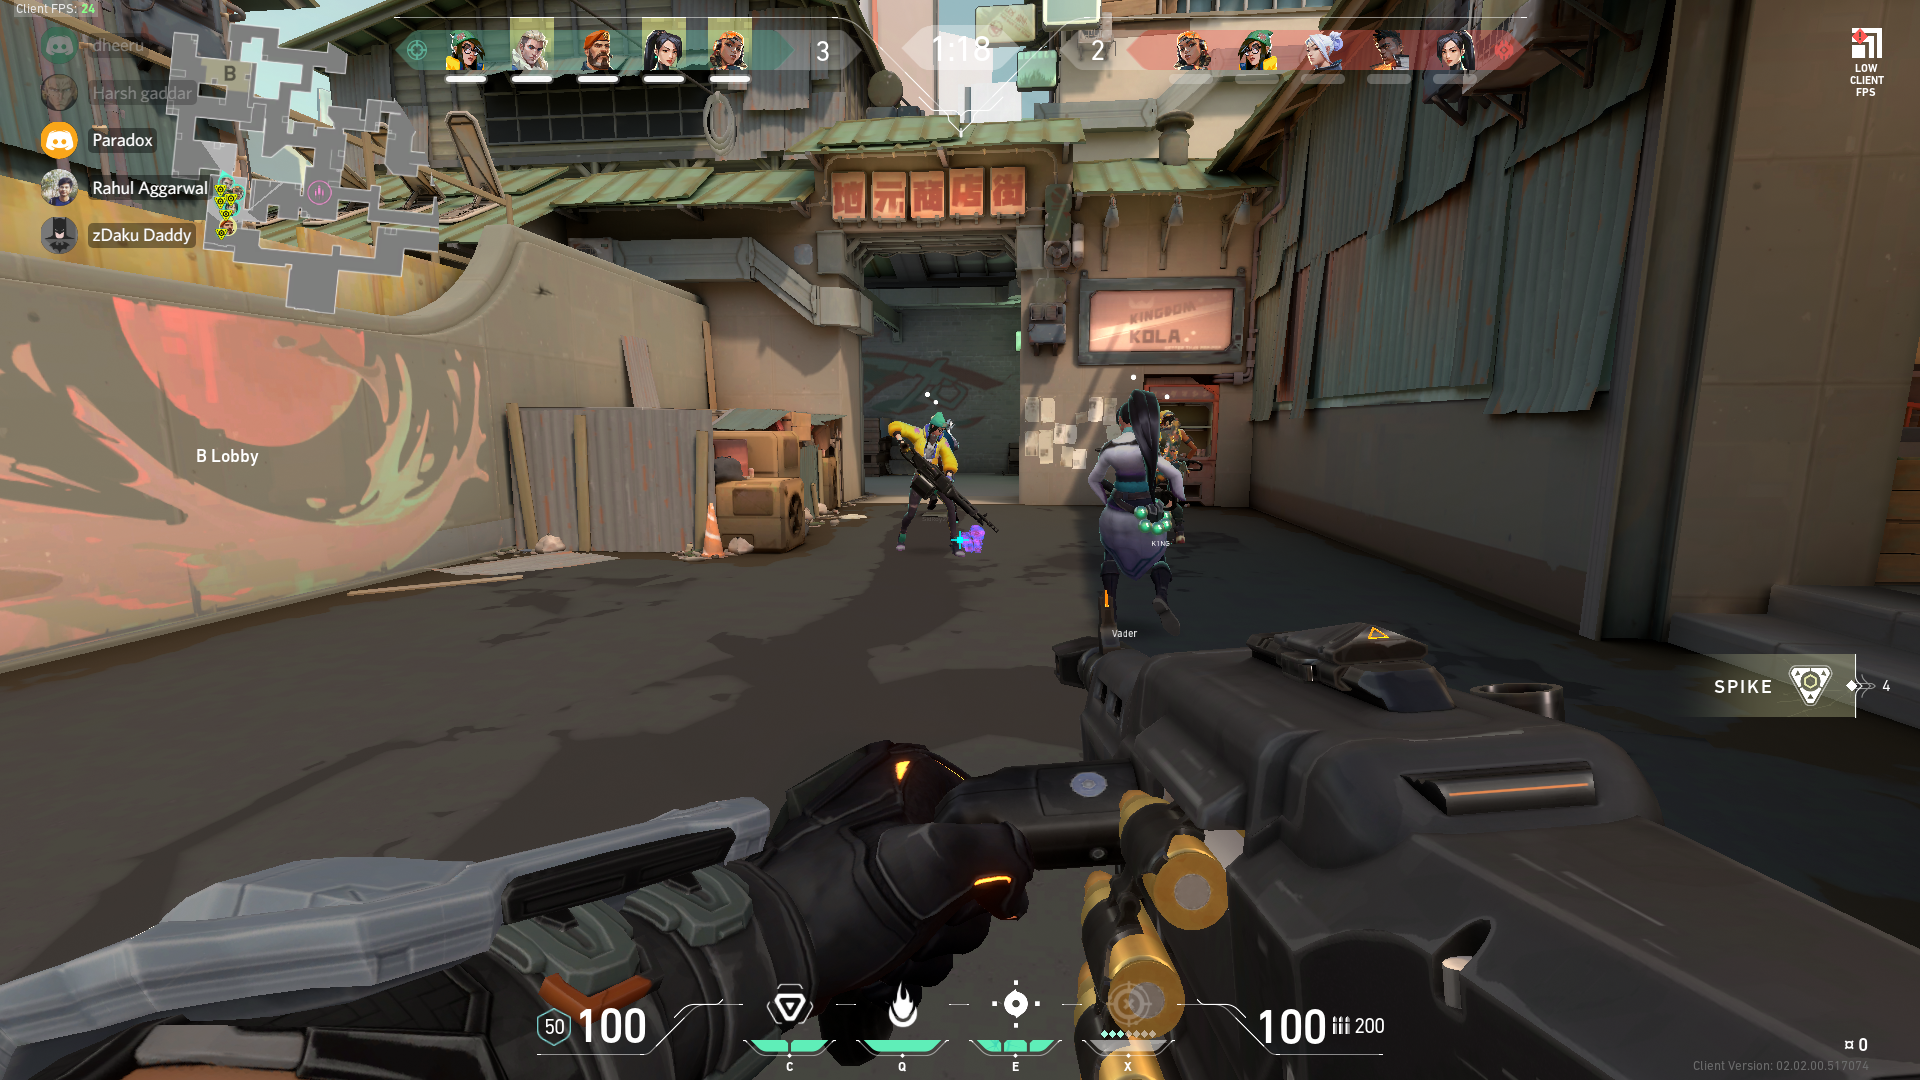 Client FPS: 24
dheeru
Harsh gaddar
Paradox
Rahul Aggarwal
zDaku Daddy
B
3
1:18
2
LOW
CLIENT
FPS
地元商店街
KINGDOM
KOLA
B Lobby
KING
Vader
SPIKE
4
50
100
C
Q
E
X
100
200
¤ 0
Client Version: 02.02.00.517074